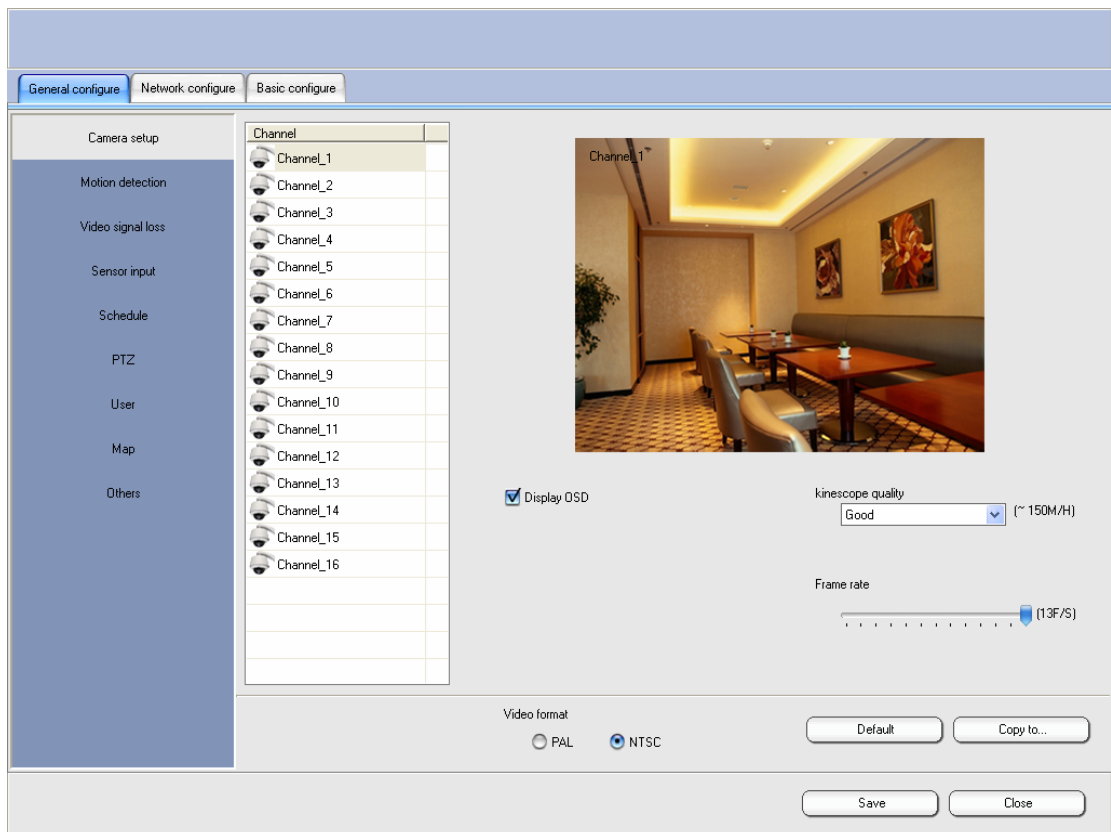 General configure
Network configure
Basic configure
Camera setup
Motion detection
Video signal loss
Sensor input
Schedule
PTZ
User
Map
Others
Channel
Channel_1
Channel_2
Channel_3
Channel_4
Channel_5
Channel_6
Channel_7
Channel_8
Channel_9
Channel_10
Channel_11
Channel_12
Channel_13
Channel_14
Channel_15
Channel_16
Channel_1
Display OSD
kinescope quality
Good
(~ 150M/H)
Frame rate
(13F/S)
Video format
PAL
NTSC
Default
Copy to...
Save
Close